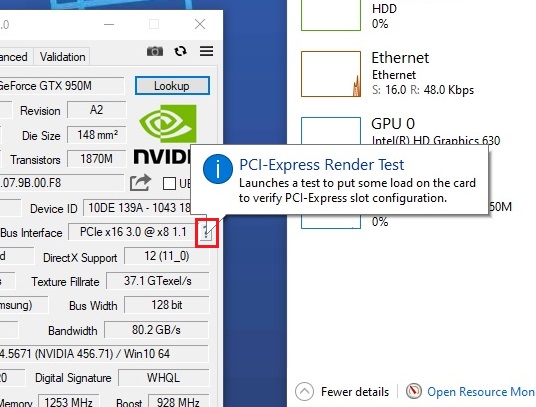 .0
anced
Validation
GeForce GTX 950M
Lookup
Revision
A2
Die Size
148 mm²
Transistors
1870M
NVIDIA
.07.9B.00.F8
Device ID
10DE 139A - 1043 18
Bus Interface
PCIe x16 3.0 @ x8 1.1
?
DirectX Support
12 (11_0)
Texture Fillrate
37.1 GTexel/s
msung)
Bus Width
128 bit
Bandwidth
80.2 GB/s
4.5671 (NVIDIA 456.71) / Win10 64
20
Digital Signature
WHQL
Memory
1253 MHz
Boost
928 MHz
PCI-Express Render Test
Launches a test to put some load on the card
to verify PCI-Express slot configuration.
HDD
0%
Ethernet
Ethernet
S: 16.0 R: 48.0 Kbps
GPU 0
Intel(R) HD Graphics 630
50M
0%
Fewer details
Open Resource Mon